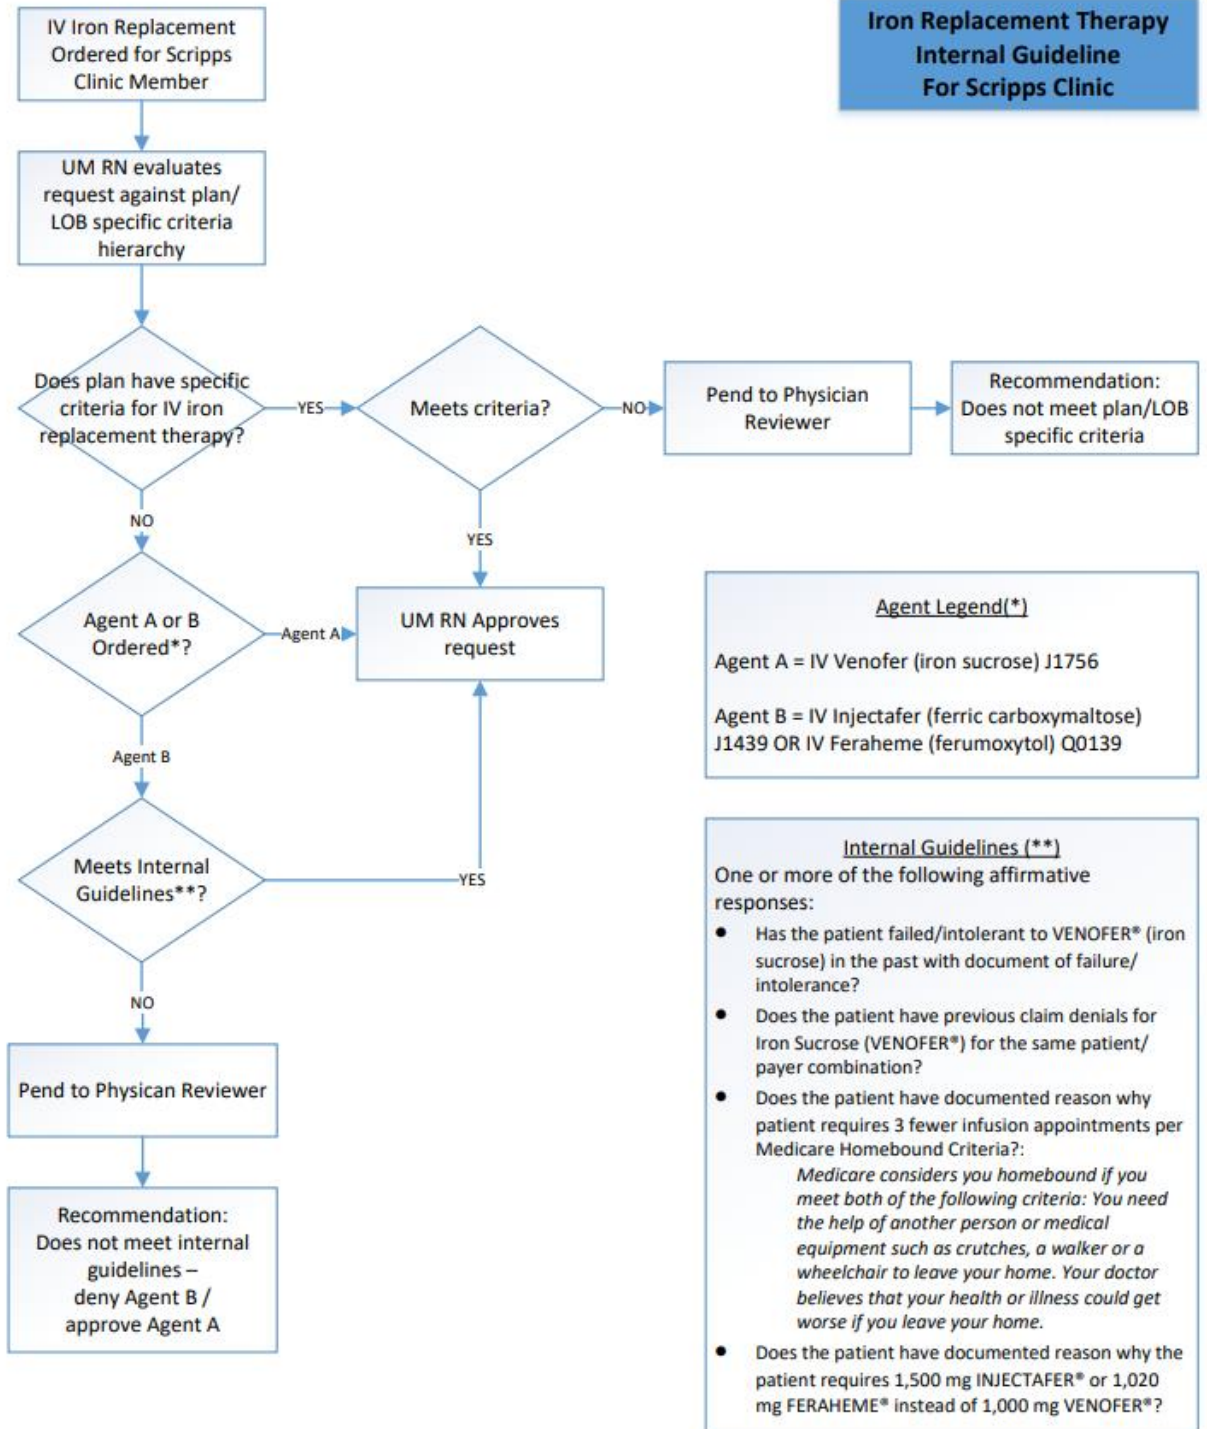 Iron Replacement Therapy
Internal Guideline
For Scripps Clinic
IV Iron Replacement
Ordered for Scripps
Clinic Member
UM RN evaluates
request against plan/
LOB specific criteria
hierarchy
Does plan have specific
criteria for IV iron
replacement therapy?
YES
Meets criteria?
NO
Pend to Physician
Reviewer
Recommendation:
Does not meet plan/LOB
specific criteria
NO
YES
Agent A or B
Ordered*?
Agent A
UM RN Approves
request
Agent B
Meets Internal
Guidelines**?
YES
NO
Pend to Physican Reviewer
Recommendation:
Does not meet internal
guidelines –
deny Agent B /
approve Agent A
Agent Legend(*)
Agent A = IV Venofer (iron sucrose) J1756
Agent B = IV Injectafer (ferric carboxymaltose)
J1439 OR IV Feraheme (ferumoxytol) Q0139
Internal Guidelines (**)
One or more of the following affirmative
responses:
● Has the patient failed/intolerant to VENOFER® (iron
sucrose) in the past with document of failure/
intolerance?
● Does the patient have previous claim denials for
Iron Sucrose (VENOFER®) for the same patient/
payer combination?
● Does the patient have documented reason why
patient requires 3 fewer infusion appointments per
Medicare Homebound Criteria?:
Medicare considers you homebound if you
meet both of the following criteria: You need
the help of another person or medical
equipment such as crutches, a walker or a
wheelchair to leave your home. Your doctor
believes that your health or illness could get
worse if you leave your home.
● Does the patient have documented reason why the
patient requires 1,500 mg INJECTAFER® or 1,020
mg FERAHEME® instead of 1,000 mg VENOFER®?